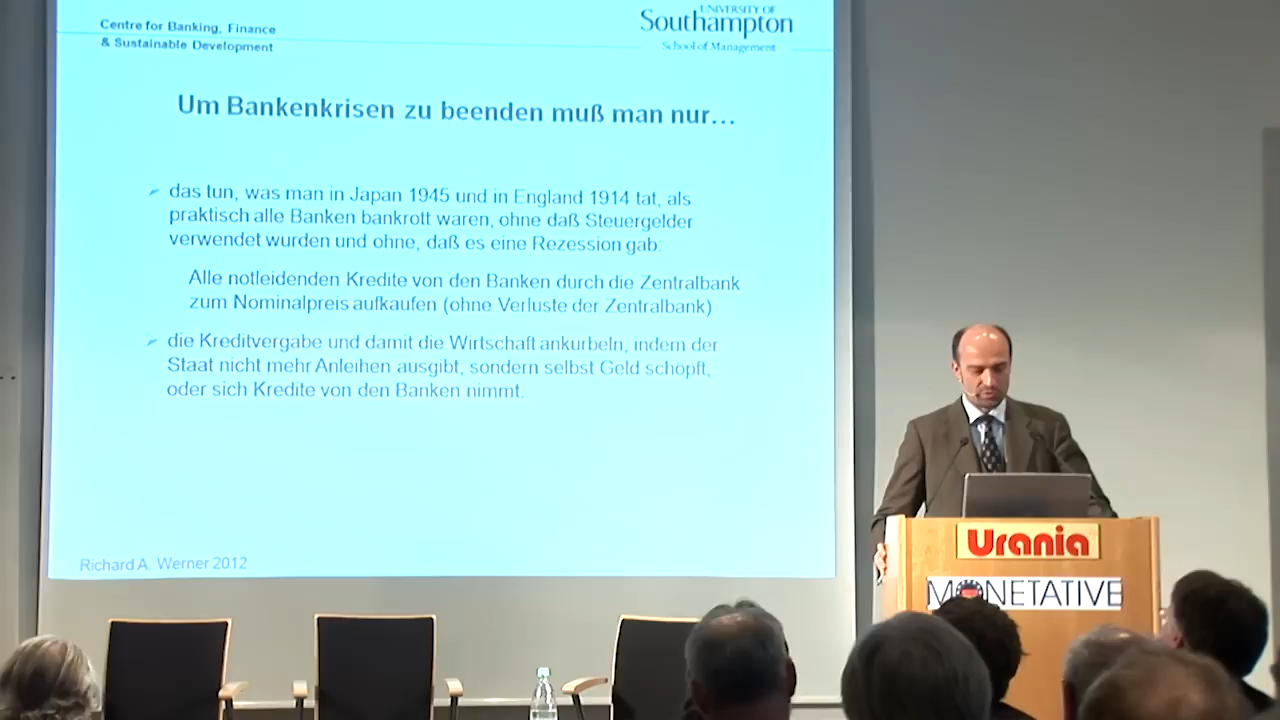 Centre for Banking, Finance
& Sustainable Development
UNIVERSITY OF
Southampton
School of Management
Um Bankenkrisen zu beenden muß man nur...
das tun, was man in Japan 1945 und in England 1914 tat, als
praktisch alle Banken bankrott waren, ohne daß Steuergelder
verwendet wurden und ohne, daß es eine Rezession gab:
Alle notleidenden Kredite von den Banken durch die Zentralbank
zum Nominalpreis aufkaufen (ohne Verluste der Zentralbank)
die Kreditvergabe und damit die Wirtschaft ankurbeln, indem der
Staat nicht mehr Anleihen ausgibt, sondern selbst Geld schöpft,
oder sich Kredite von den Banken nimmt.
Richard A. Werner 2012
Urania
MONETATIVE